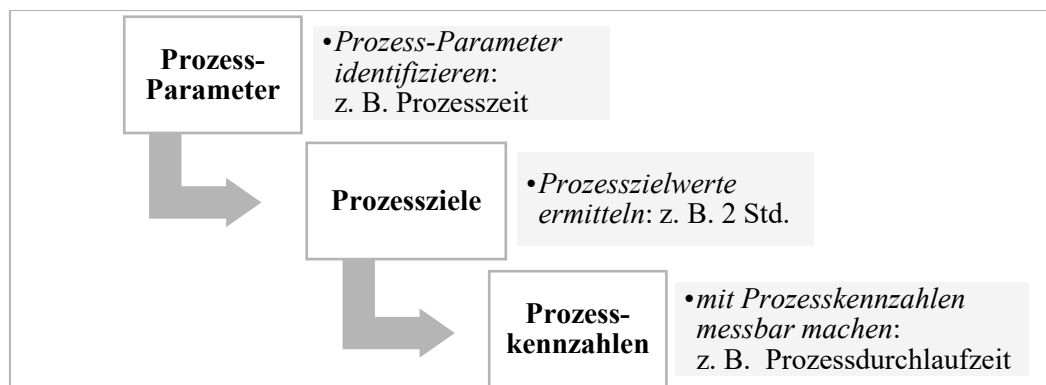 Prozess-
Parameter
•Prozess-Parameter
identifizieren:
z. B. Prozesszeit
Prozessziele
•Prozesszielwerte
ermitteln: z. B. 2 Std.
Prozess-
kennzahlen
•mit Prozesskennzahlen
messbar machen:
z. B.  Prozessdurchlaufzeit